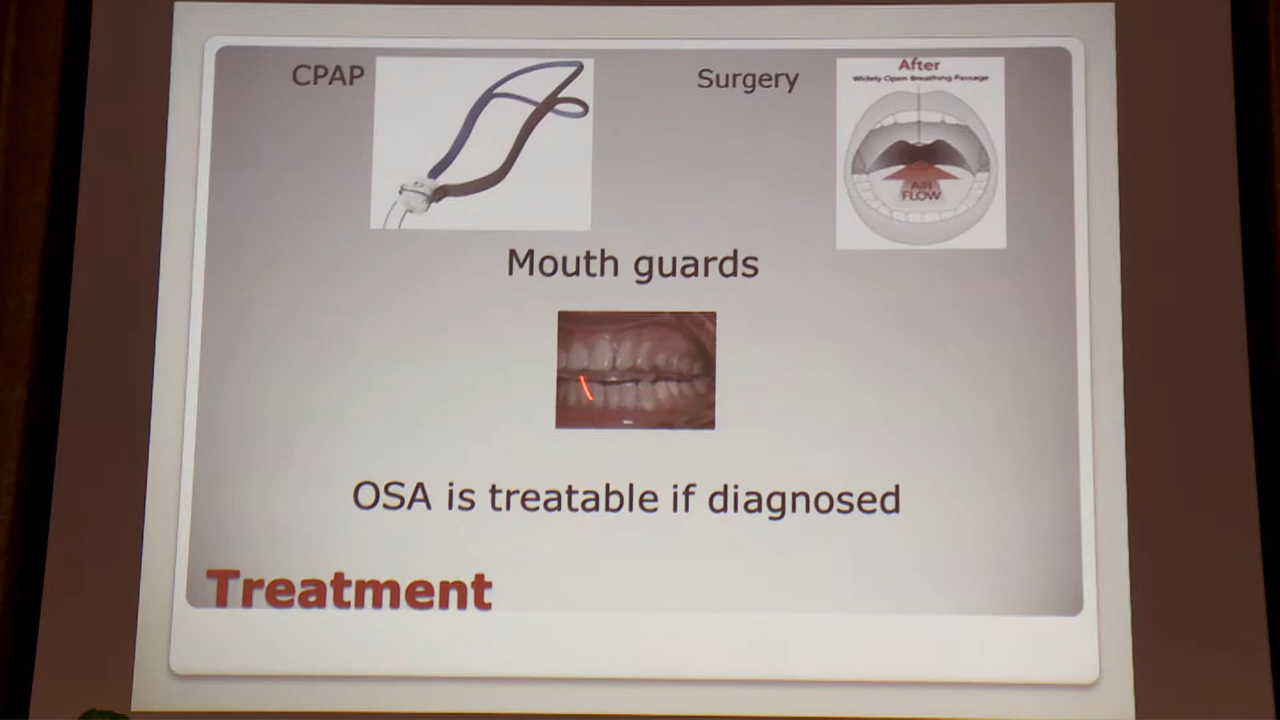 CPAP
Surgery
After
Widely Open Breathing Passage
AIR
FLOW
Mouth guards
OSA is treatable if diagnosed
Treatment